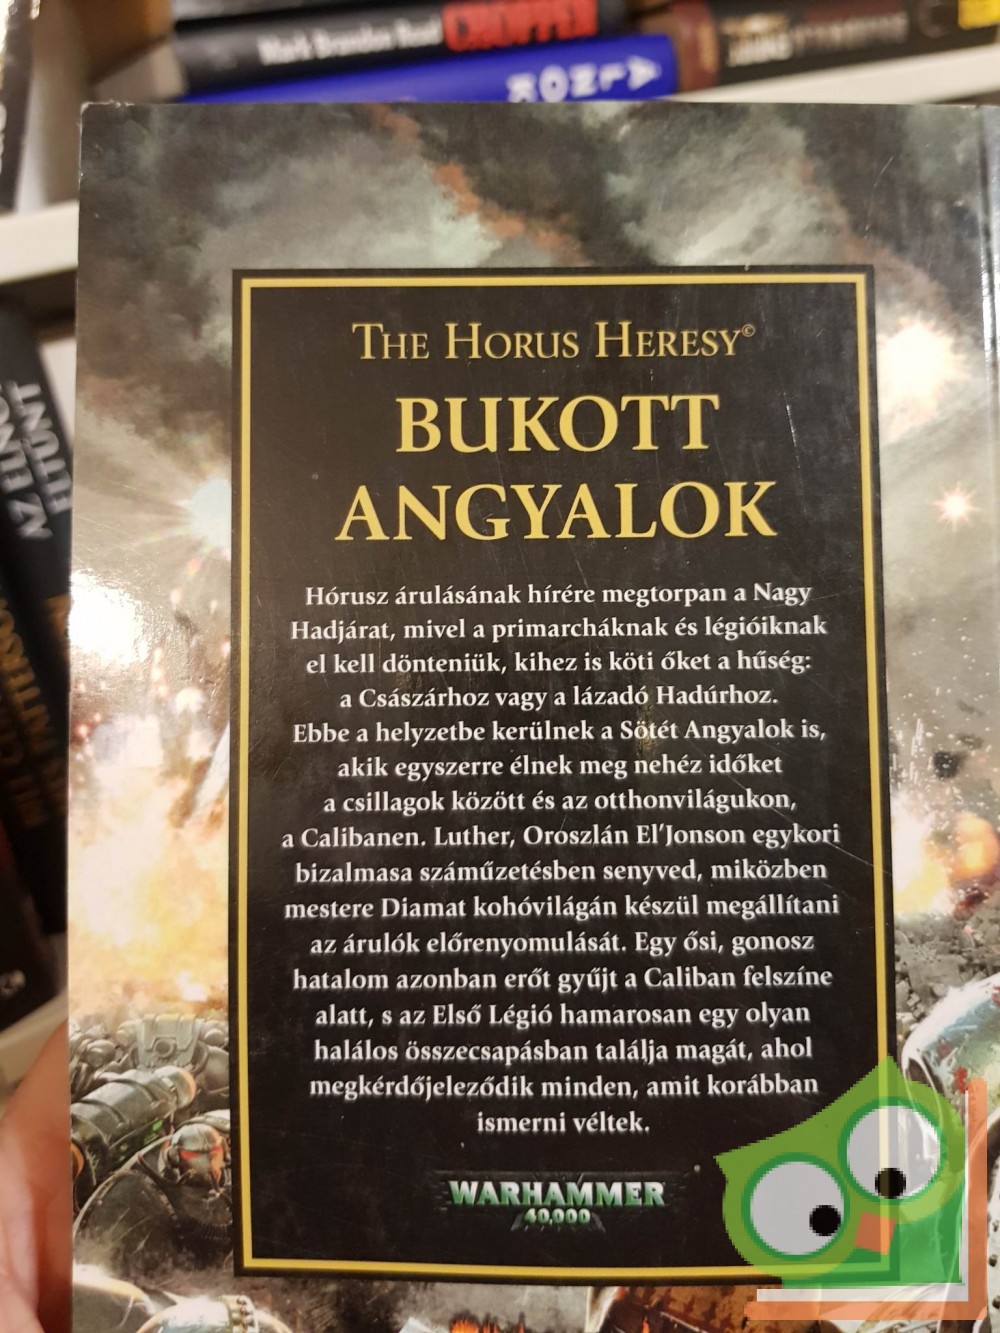 Mark Brandon Read CHOPPER
AZ ELNÖK
ELTŰNT
THE HORUS HERESY©
BUKOTT
ANGYALOK
Hórusz árulásának hírére megtorpan a Nagy
Hadjárat, mivel a primarcháknak és légióiknak
el kell dönteniük, kihez is köti őket a hűség:
a Császárhoz vagy a lázadó Hadúrhoz.
Ebbe a helyzetbe kerülnek a Sötét Angyalok is,
akik egyszerre élnek meg nehéz időket
a csillagok között és az otthonvilágukon,
a Calibanen. Luther, Oroszlán El'Jonson egykori
bizalmasa száműzetésben senyved, miközben
mestere Diamat kohóvilágán készül megállítani
az árulók előrenyomulását. Egy ősi, gonosz
hatalom azonban erőt gyűjt a Caliban felszíne
alatt, s az Első Légió hamarosan egy olyan
halálos összecsapásban találja magát, ahol
megkérdőjeleződik minden, amit korábban
ismerni véltek.
WARHAMMER
40,000